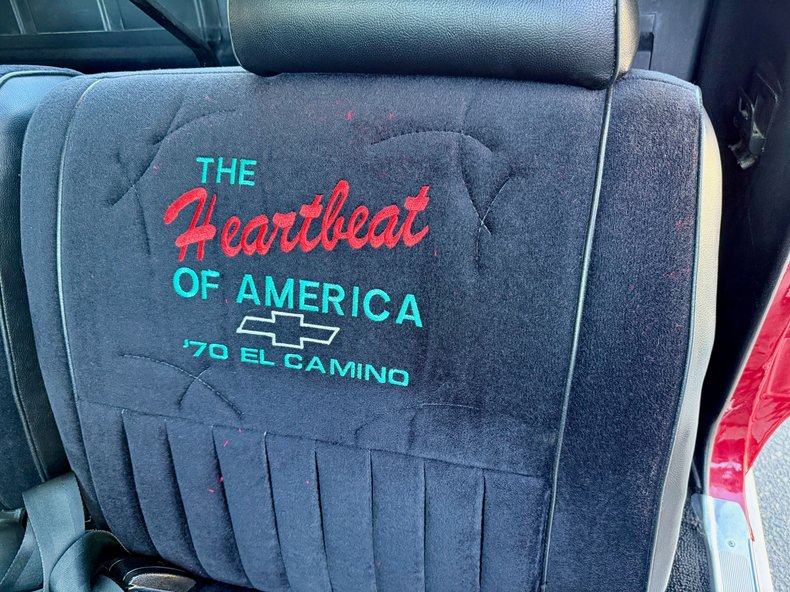 THE
Heartbeat
OF AMERICA
'70 EL CAMINO